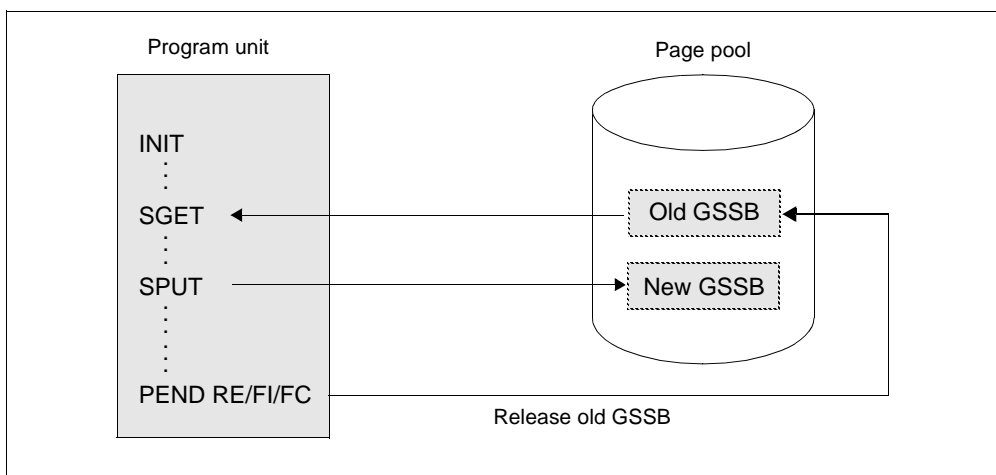 Program unit
Page pool
INIT
SGET
Old GSSB
SPUT
New GSSB
PEND RE/FI/FC
Release old GSSB